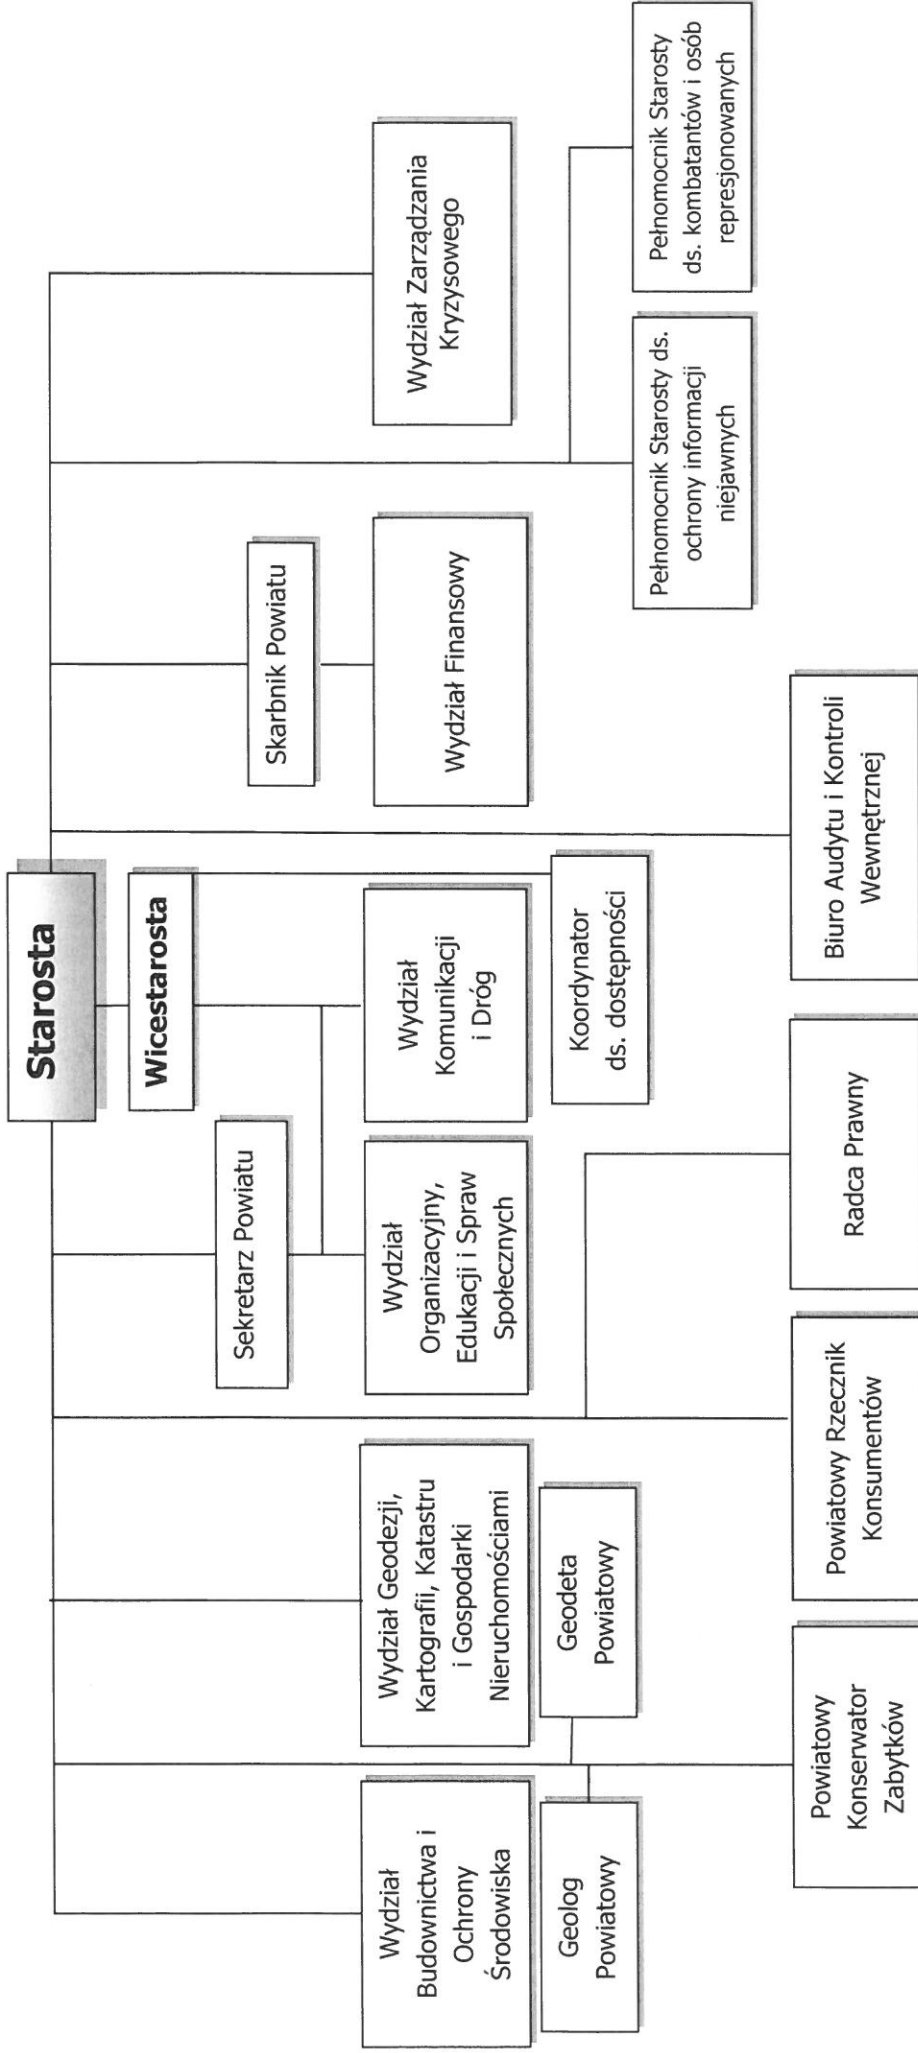 Starosta
Wicestarosta
Sekretarz Powiatu
Skarbnik Powiatu
Wydział
Budownictwa i
Ochrony
Środowiska
Wydział Geodezji,
Kartografii, Katastru
i Gospodarki
Nieruchomościami
Wydział
Organizacyjny,
Edukacji i Spraw
Społecznych
Wydział
Komunikacji
i Dróg
Wydział Finansowy
Wydział Zarządzania
Kryzysowego
Geolog
Powiatowy
Geodeta
Powiatowy
Koordynator
ds. dostępności
Pełnomocnik Starosty ds.
ochrony informacji
niejawnych
Pełnomocnik Starosty
ds. kombatantów i osób
represjonowanych
Powiatowy
Konserwator
Zabytków
Powiatowy Rzecznik
Konsumentów
Radca Prawny
Biuro Audytu i Kontroli
Wewnętrznej